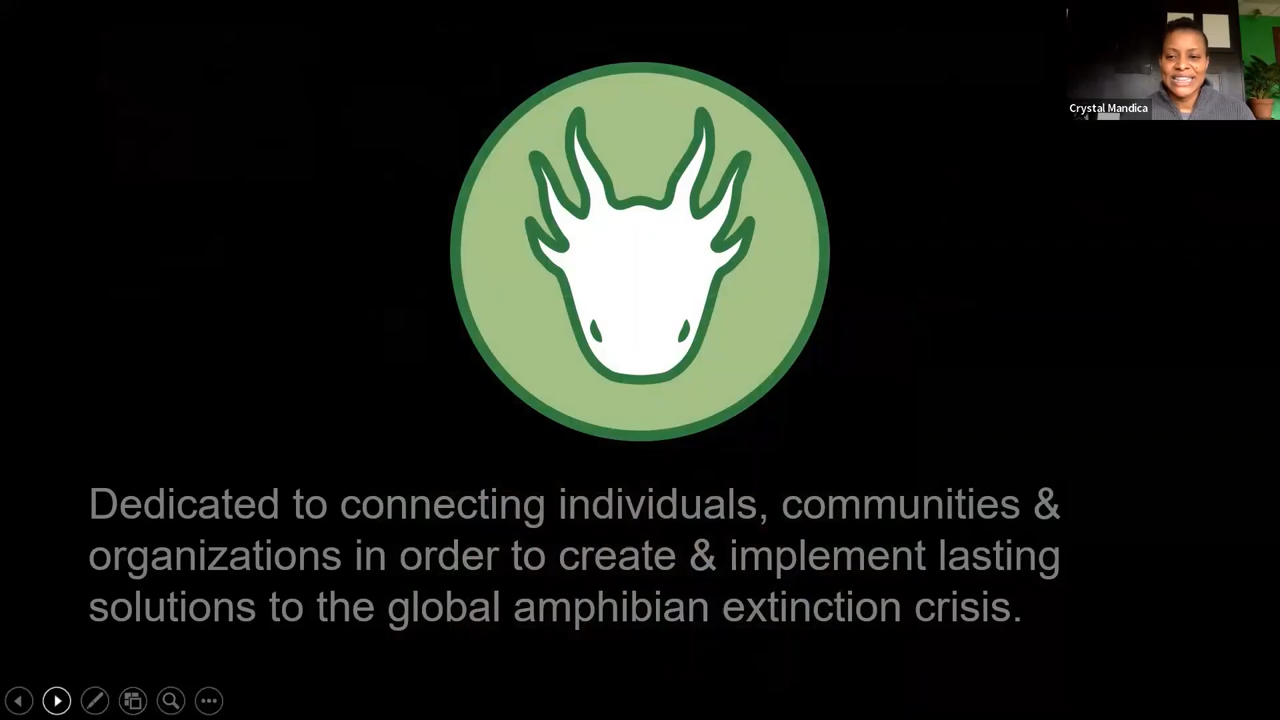 Crystal Mandica
Dedicated to connecting individuals, communities &
organizations in order to create & implement lasting
solutions to the global amphibian extinction crisis.